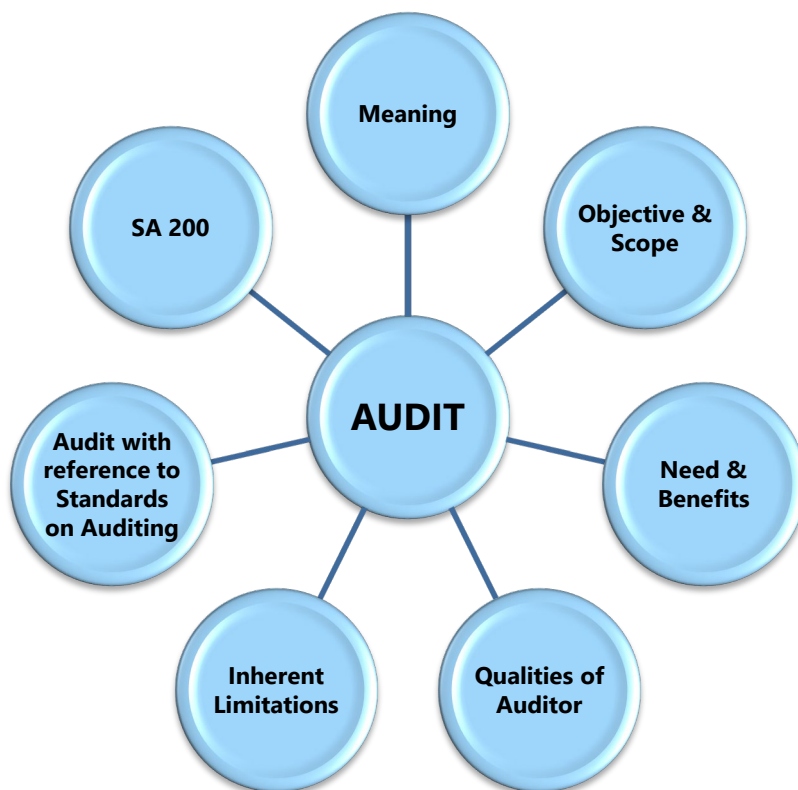 Meaning
Objective &
Scope
Need &
Benefits
Qualities of
Auditor
Inherent
Limitations
Audit with
reference to
Standards
on Auditing
SA 200
AUDIT